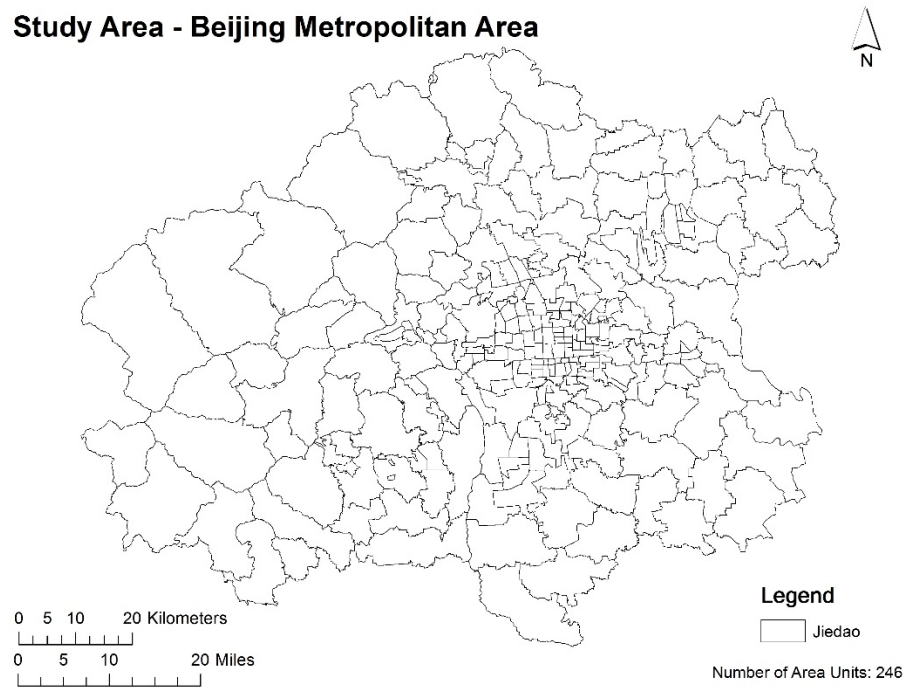 Study Area - Beijing Metropolitan Area
N
Legend
Jiedao
0 5 10 20 Kilometers
0 5 10 20 Miles
Number of Area Units: 246